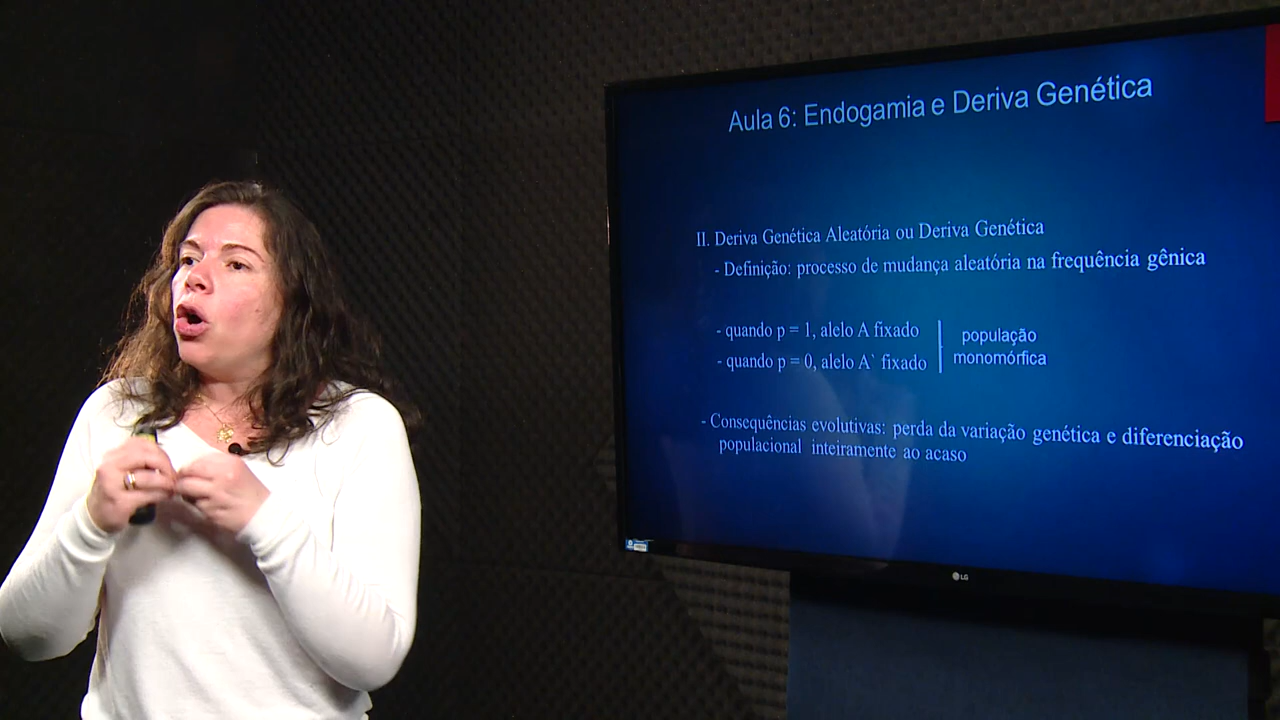 Aula 6: Endogamia e Deriva Genética
II. Deriva Genética Aleatória ou Deriva Genética
- Definição: processo de mudança aleatória na frequência gênica
- quando p = 1, alelo A fixado
- quando p = 0, alelo A` fixado
população
monomórfica
- Consequências evolutivas: perda da variação genética e diferenciação
populacional inteiramente ao acaso
LG